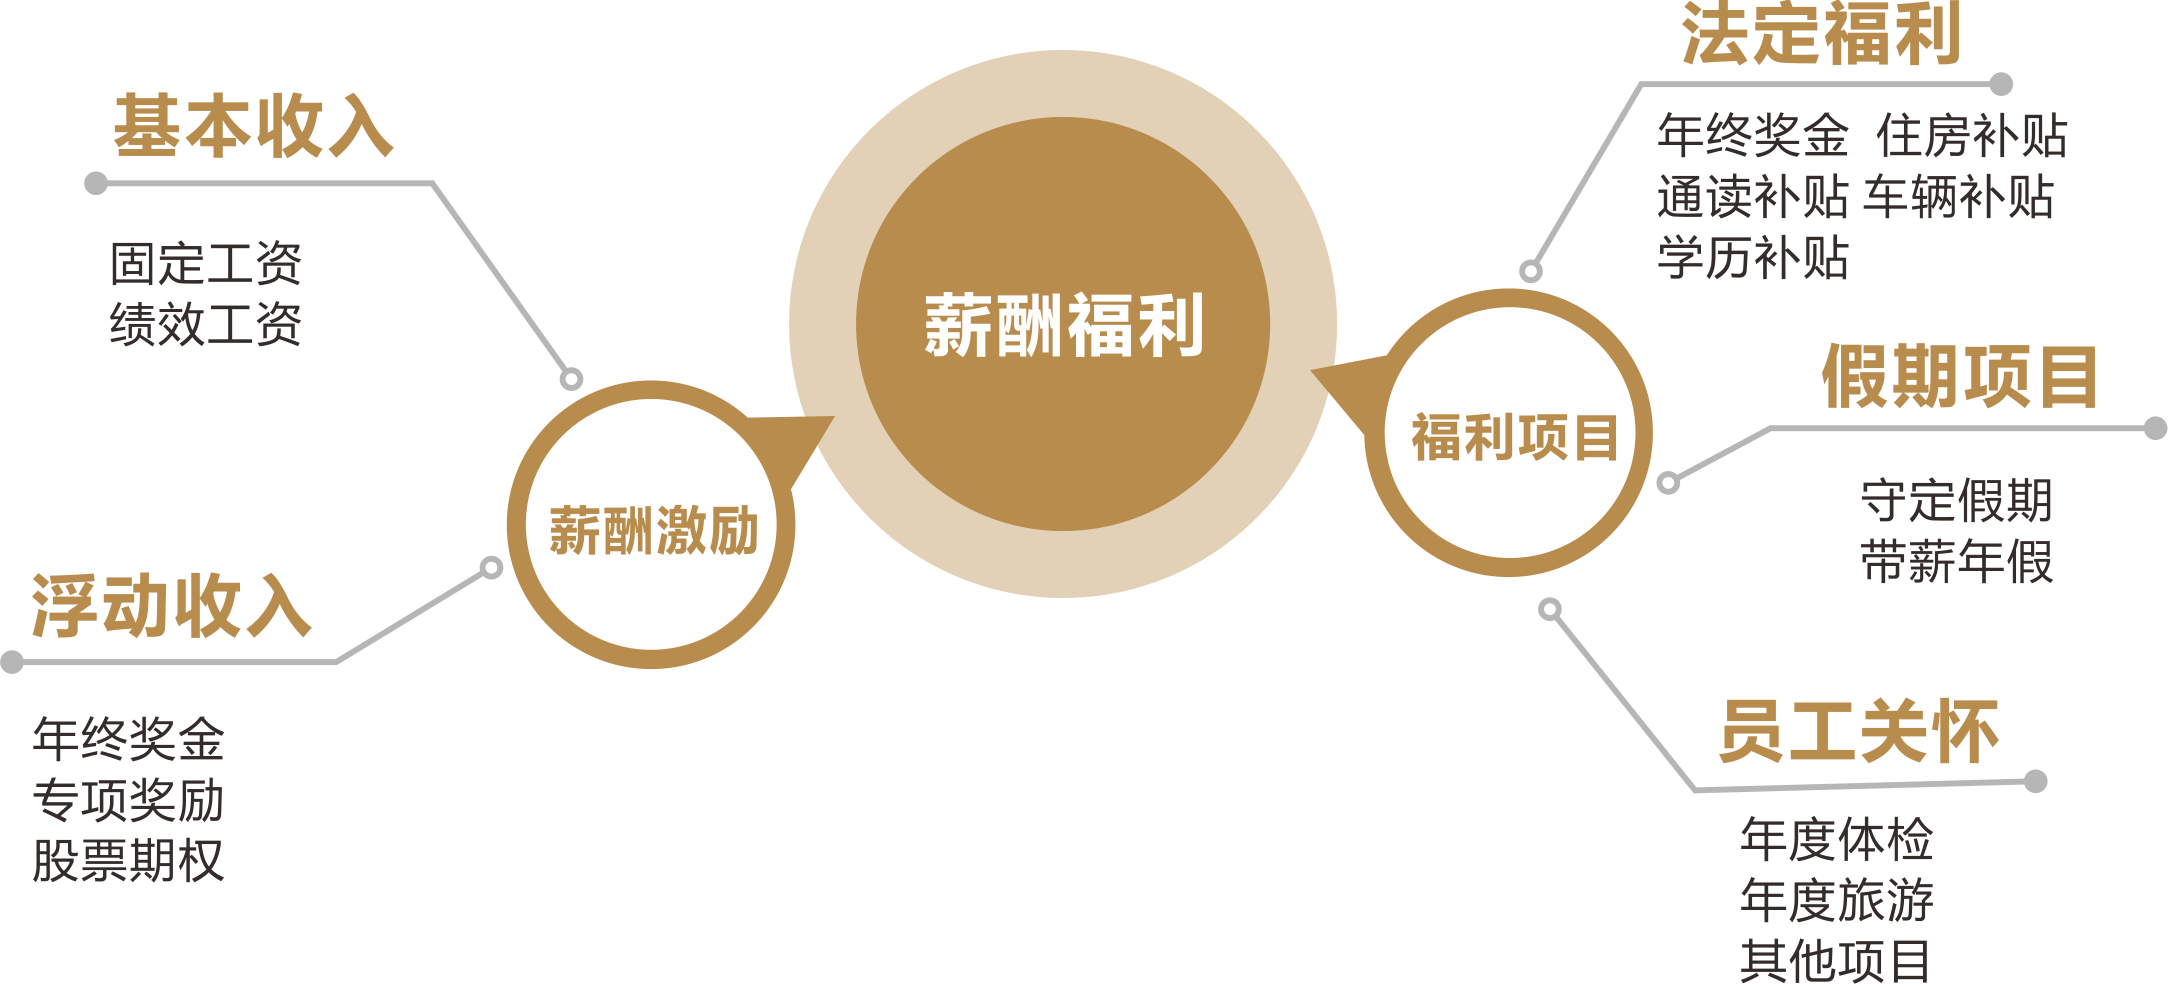 基本收入
固定工资
绩效工资
浮动收入
年终奖金
专项奖励
股票期权
薪酬激励
薪酬福利
福利项目
法定福利
年终奖金 住房补贴
通读补贴 车辆补贴
学历补贴
假期项目
守定假期
带薪年假
员工关怀
年度体检
年度旅游
其他项目